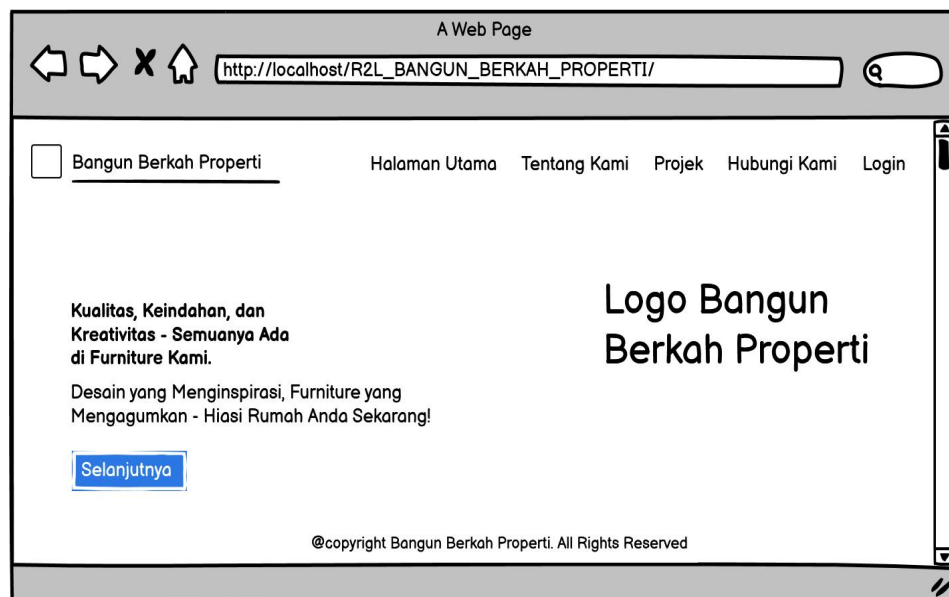 A Web Page
http://localhost/R2L_BANGUN_BERKAH_PROPERTI/
Bangun Berkah Properti
Halaman Utama Tentang Kami Projek Hubungi Kami Login
Kualitas, Keindahan, dan
Kreativitas - Semuanya Ada
di Furniture Kami.
Desain yang Menginspirasi, Furniture yang
Mengagumkan - Hiasi Rumah Anda Sekarang!
Selanjutnya
Logo Bangun
Berkah Properti
@copyright Bangun Berkah Properti. All Rights Reserved